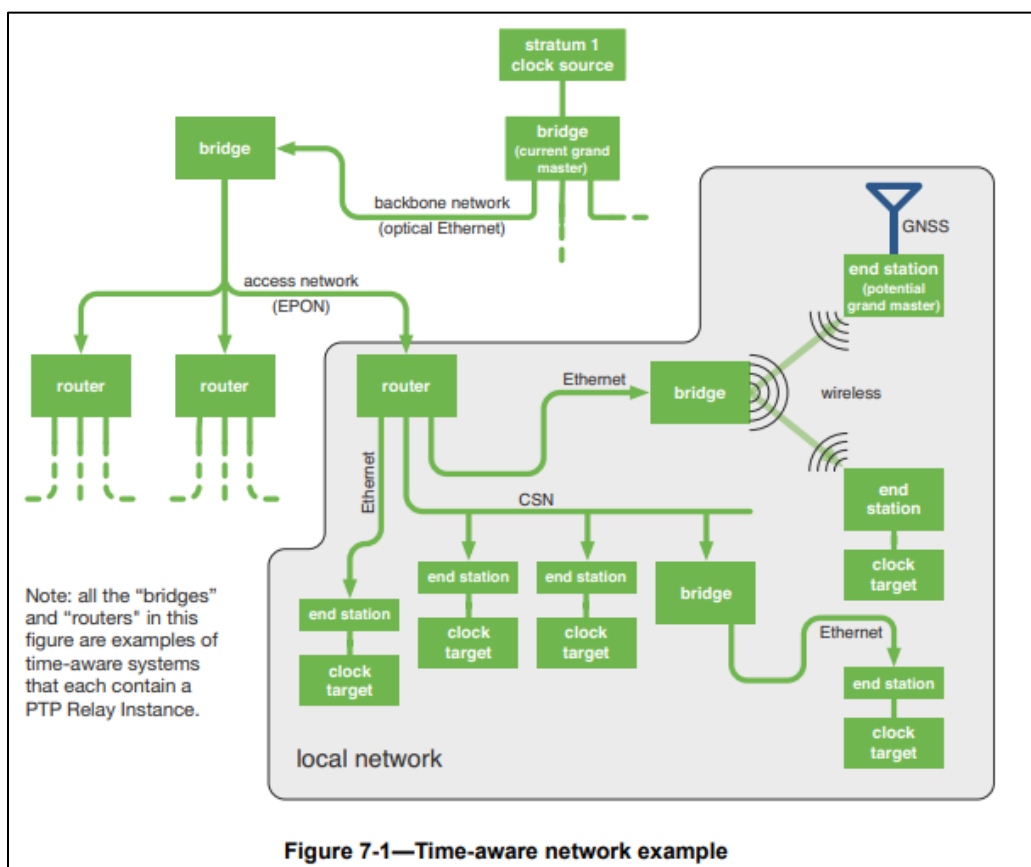 stratum 1
clock source
bridge
(current grand
master)
bridge
backbone network
(optical Ethernet)
GNSS
end station
(potential
grand master)
access network
(EPON)
router
router
router
Ethernet
bridge
wireless
Ethernet
CSN
end
station
clock
target
end station
clock
target
end station
clock
target
bridge
end station
clock
target
Ethernet
end station
clock
target
Note: all the “bridges”
and “routers" in this
figure are examples of
time-aware systems
that each contain a
PTP Relay Instance.
local network
Figure 7-1—Time-aware network example